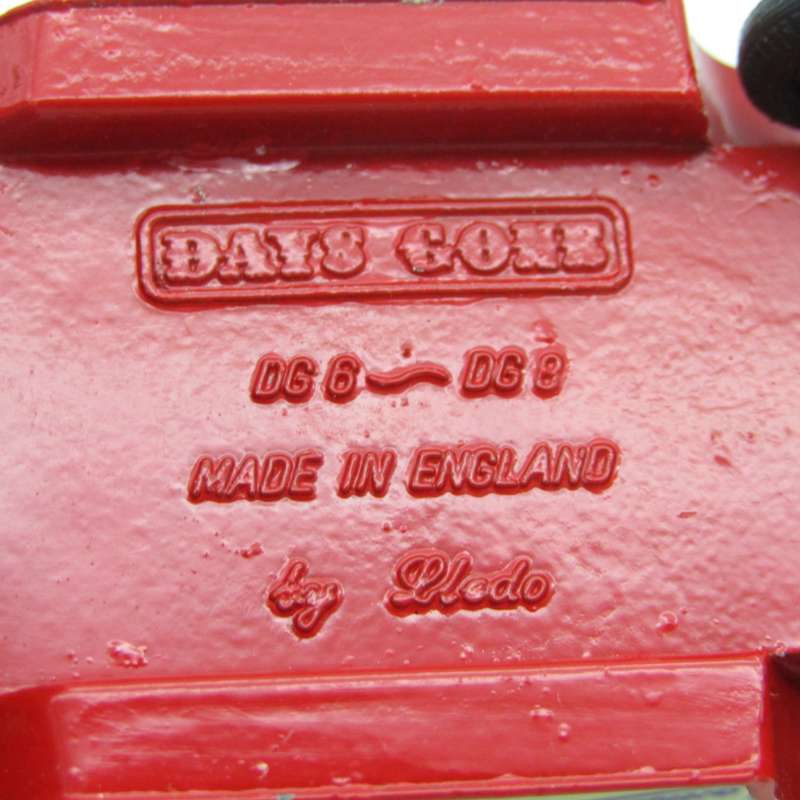 DAYS GONE
DG 6 ~ DG 8
MADE IN ENGLAND
by Lledo